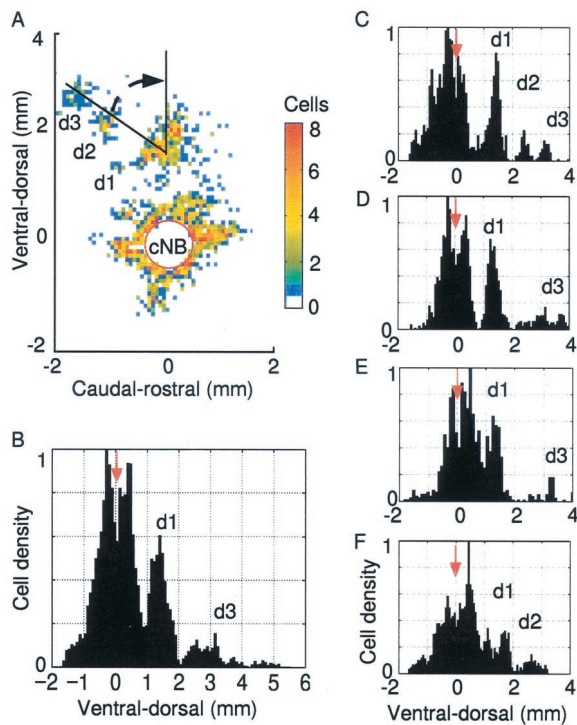 A
4
Ventral-dorsal (mm)
2
0
-2
d3
d2
d1
cNB
-2
0
2
Caudal-rostral (mm)
Cells
8
6
4
2
0
B
1
Cell density
0
d1
d3
−2 −1 0 1 2 3 4 5 6
Ventral-dorsal (mm)
C
1
0
d1
d2
d3
−2 0 2 4
D
1
0
d1
d3
−2 0 2 4
E
1
0
d1
d3
−2 0 2 4
F
1
Cell density
0
d1
d2
−2 0 2 4
Ventral-dorsal (mm)